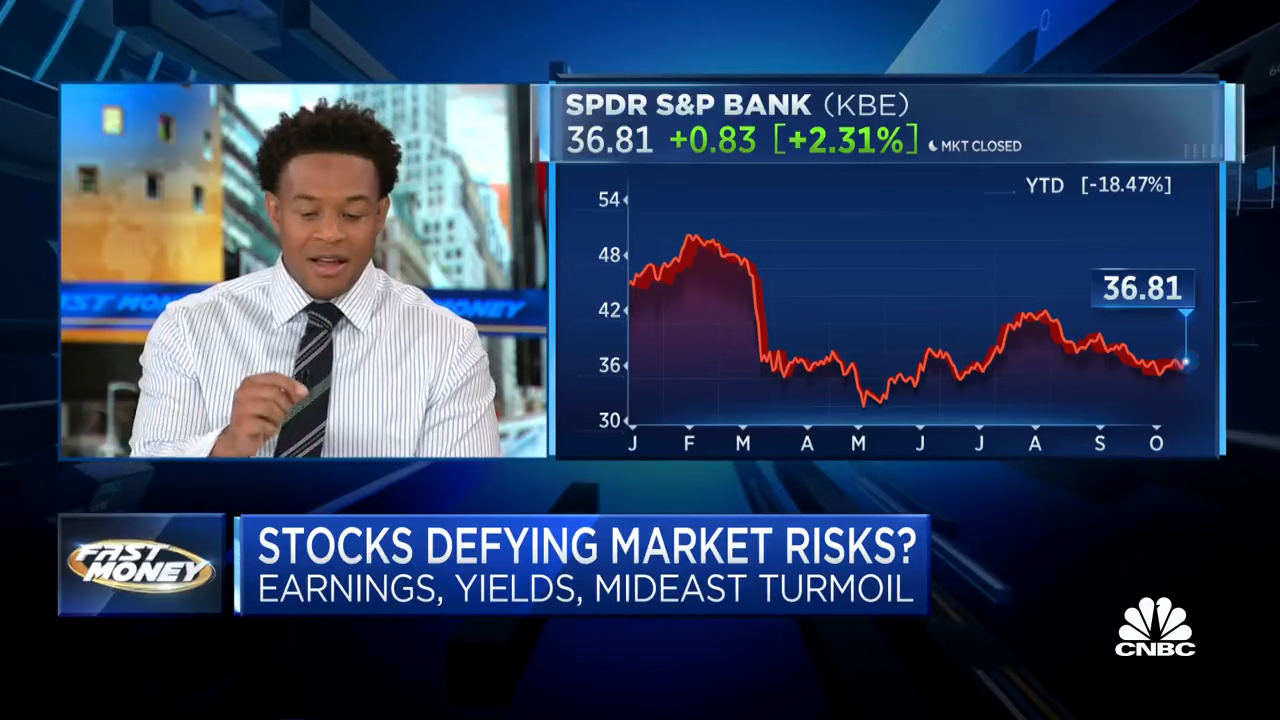 SPDR S&P BANK (KBE)
36.81 +0.83 [+2.31%] MKT CLOSED
YTD [-18.47%]
54
48
42
36
30
36.81
J F M A M J J A S O
FAST MONEY
MONEY
FAST
MONEY
STOCKS DEFYING MARKET RISKS?
EARNINGS, YIELDS, MIDEAST TURMOIL
CNBC